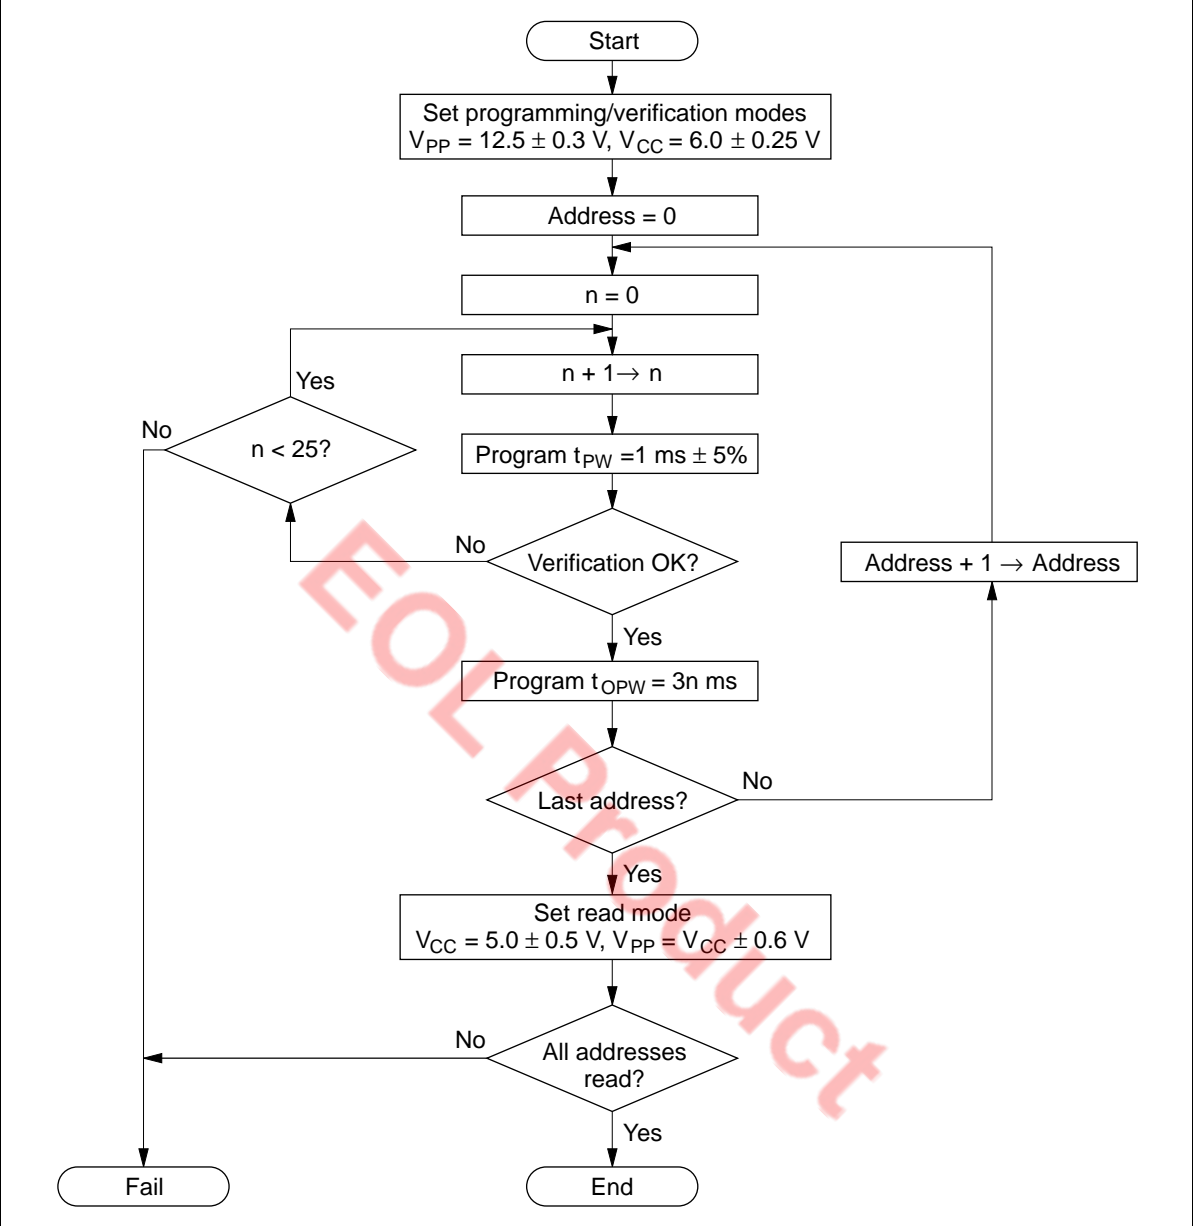 Start
Set programming/verification modes
VPP = 12.5 ± 0.3 V, VCC = 6.0 ± 0.25 V
Address = 0
n = 0
n + 1→ n
Yes
No
n < 25?
Program tPW =1 ms ± 5%
No
Verification OK?
Address + 1 → Address
Yes
Program tOPW = 3n ms
Last address?
No
Yes
Set read mode
VCC = 5.0 ± 0.5 V, VPP = VCC ± 0.6 V
No
All addresses
read?
Yes
Fail
End
EOL Product